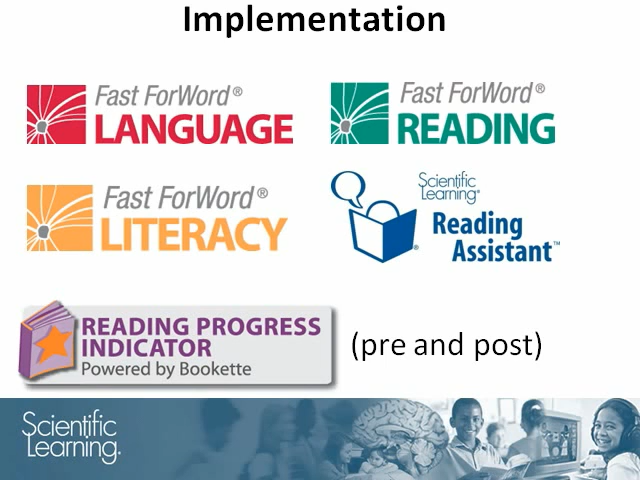 Implementation
Fast ForWord®
LANGUAGE
Fast ForWord®
READING
Fast ForWord®
LITERACY
Scientific
Learning®
Reading
Assistant™
READING PROGRESS
INDICATOR
Powered by Bookette
(pre and post)
Scientific
Learning®